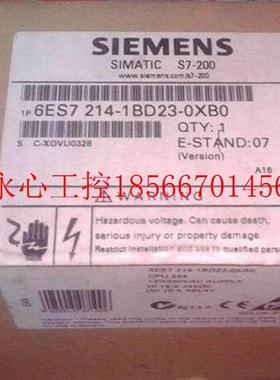 SIEMENS
SIMATIC S7-200
www.siemens.com/s7-200
1P 6ES7 214-1BD23-0XB0
QTY: 1
S C-X0VU0328
E-STAND: 07
(Version)
A16
永心工控18566701456
WARNING
Hazardous voltage. Can cause death,
serious injury or property damage.
Restrict installation and use to qualified personnel
6ES7 214-1BD23-0XB0
CPU 224
N117